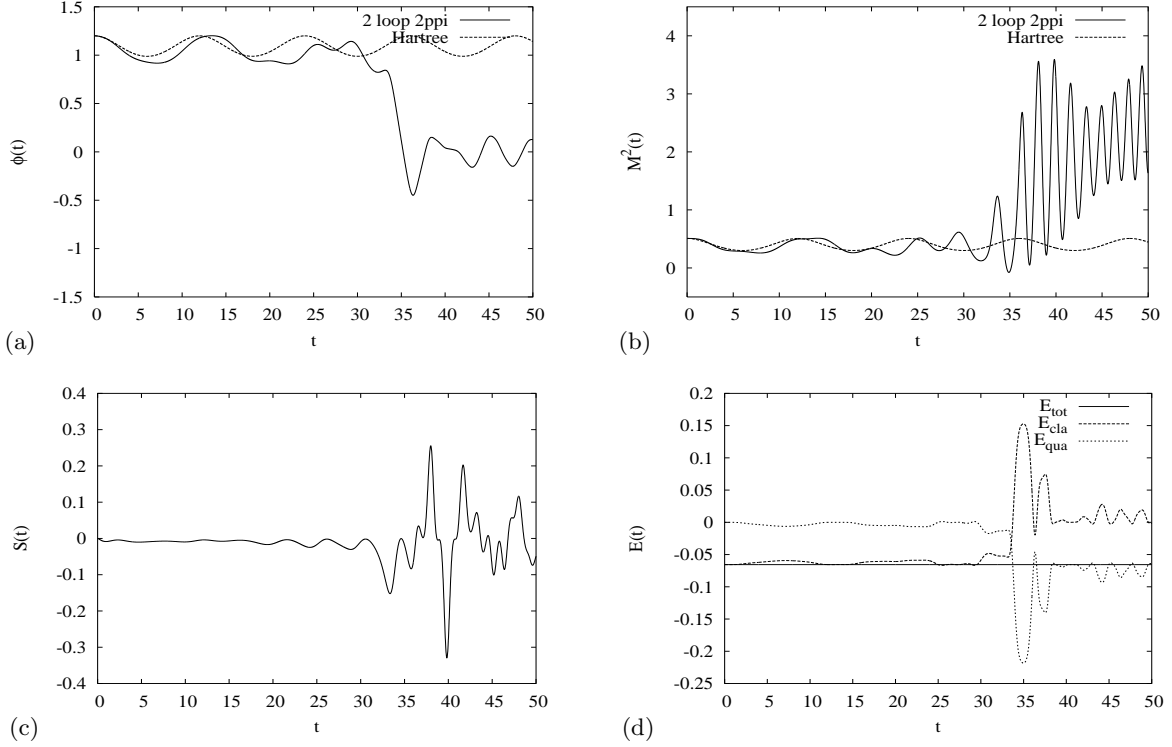 2 loop 2ppi
Hartree
1.5
1
0.5
0
-0.5
1
-1.5
ϕ(t)
0 5 10 15 20 25 30 35 40 45 50
t
(a)
2 loop 2ppi
Hartree
4
3
2
1
0
M²(t)
0 5 10 15 20 25 30 35 40 45 50
t
(b)
0.4
0.3
0.2
0.1
0
-0.1
-0.2
-0.3
-0.4
S(t)
0 5 10 15 20 25 30 35 40 45 50
t
(c)
E_tot
E_cla
E_qua
0.2
0.15
0.1
0.05
0
-0.05
-0.1
-0.15
-0.2
-0.25
E(t)
0 5 10 15 20 25 30 35 40 45 50
t
(d)